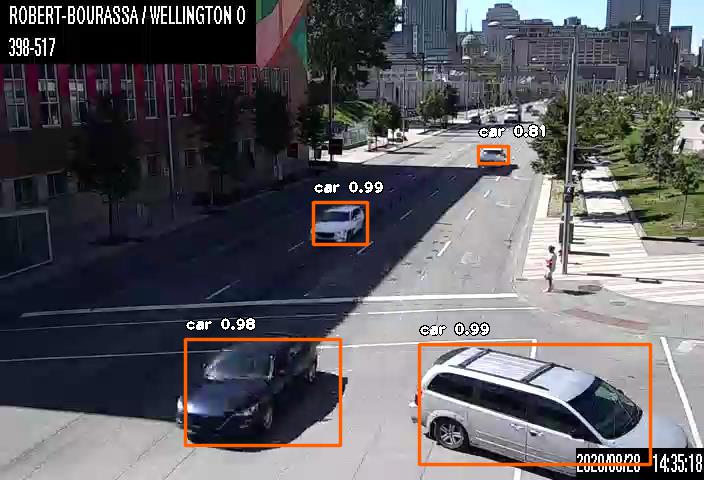 ROBERT-BOURASSA / WELLINGTON O
398-517
car 0.81
car 0.99
car 0.98
car 0.99
2020/08/28 14:35:18